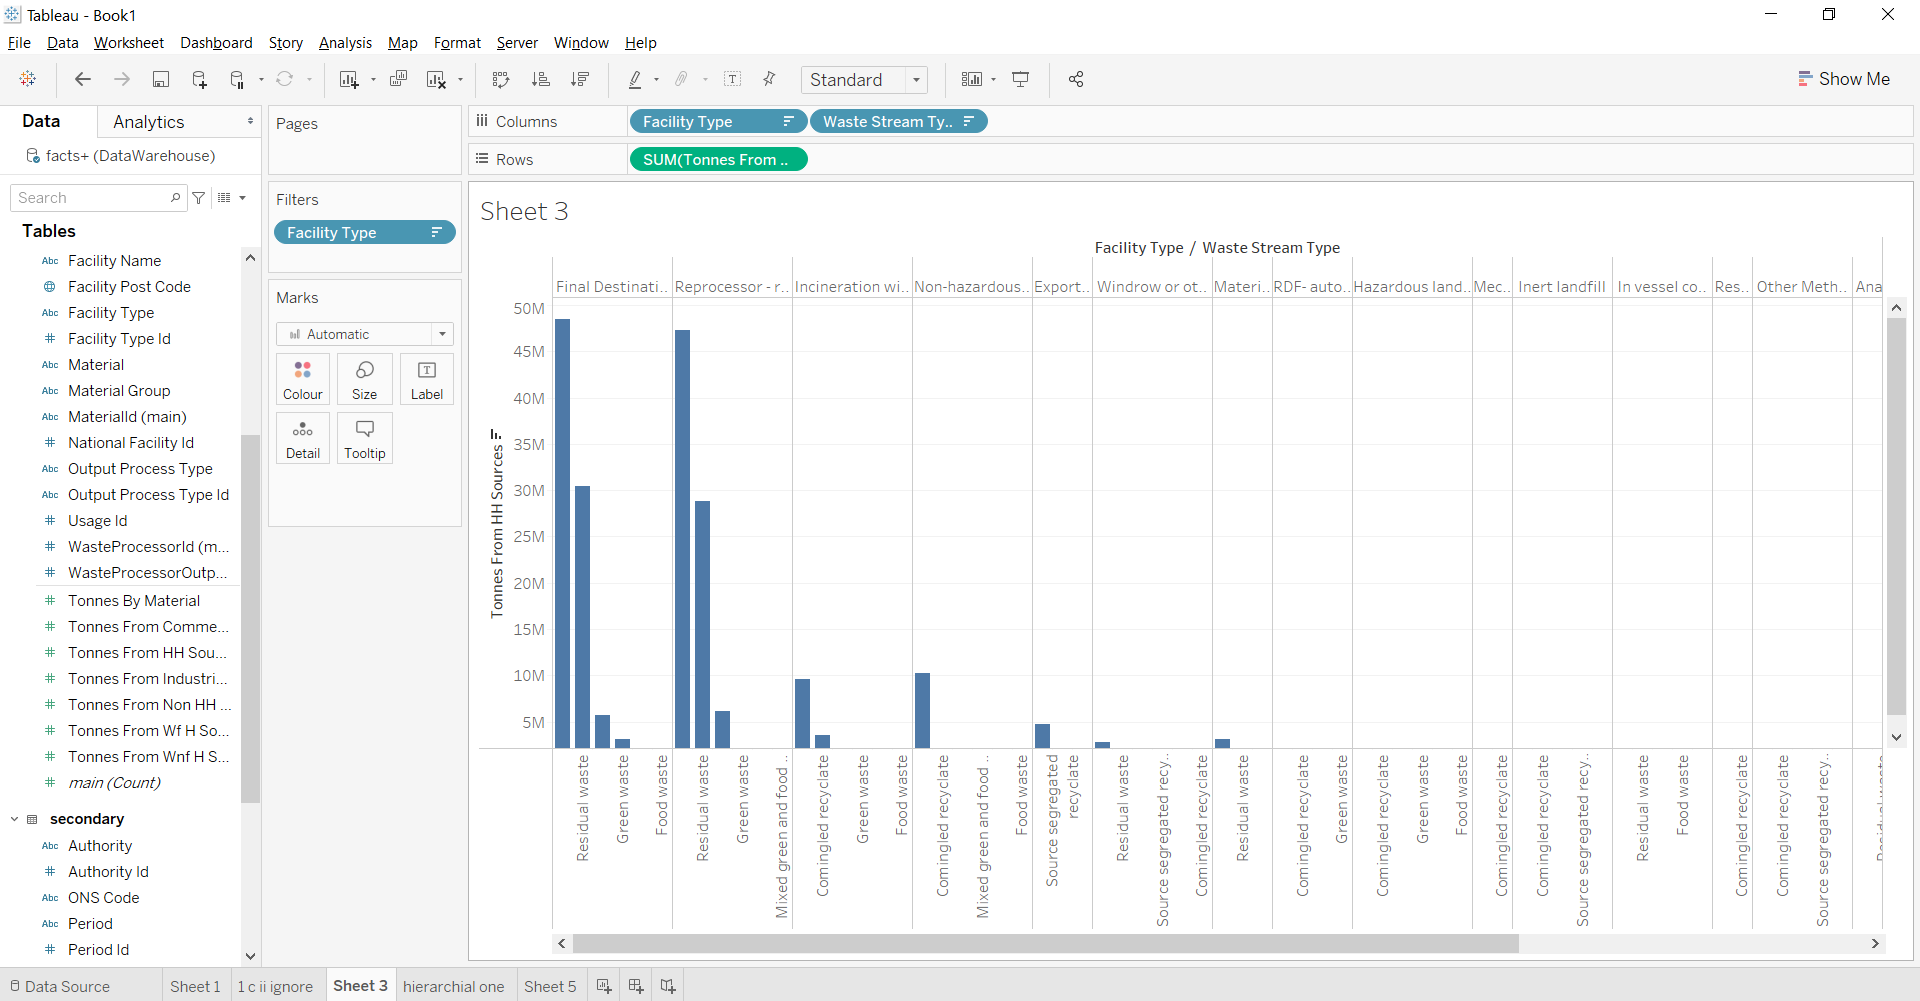 Tableau - Book1
File Data Worksheet Dashboard Story Analysis Map Format Server Window Help
Standard
Show Me
Data
Analytics
facts+ (DataWarehouse)
Search
Tables
Abc Facility Name
Facility Post Code
Abc Facility Type
# Facility Type Id
Abc Material
Abc Material Group
Abc MaterialId (main)
# National Facility Id
Abc Output Process Type
Abc Output Process Type Id
# Usage Id
# WasteProcessorId (m...
# WasteProcessorOutp...
# Tonnes By Material
# Tonnes From Comme...
# Tonnes From HH Sou...
# Tonnes From Industri...
# Tonnes From Non HH ...
# Tonnes From Wf H So...
# Tonnes From Wnf H S...
# main (Count)
secondary
Abc Authority
# Authority Id
Abc ONS Code
Abc Period
# Period Id
Pages
Filters
Facility Type
Marks
Automatic
Colour
Size
Label
Detail
Tooltip
Columns
Facility Type
Waste Stream Ty..
Rows
SUM(Tonnes From ..
Sheet 3
Facility Type / Waste Stream Type
Final Destinati..
Reprocessor - r..
Incineration wi..
Non-hazardous..
Export..
Windrow or ot..
Materi..
RDF- auto..
Hazardous land..
Mec..
Inert landfill
In vessel co..
Res..
Other Meth..
Ana
50M
45M
40M
35M
30M
25M
20M
15M
10M
5M
Tonnes From HH Sources
Residual waste
Green waste
Food waste
Residual waste
Green waste
Mixed green and food ..
Comingled recyclate
Green waste
Food waste
Comingled recyclate
Mixed green and food ..
Food waste
Source segregated
recyclate
Residual waste
Source segregated recy..
Comingled recyclate
Residual waste
Comingled recyclate
Green waste
Comingled recyclate
Green waste
Food waste
Comingled recyclate
Comingled recyclate
Source segregated recy..
Residual waste
Food waste
Comingled recyclate
Comingled recyclate
Source segregated recy..
Data Source
Sheet 1
1 c ii ignore
Sheet 3
hierarchial one
Sheet 5